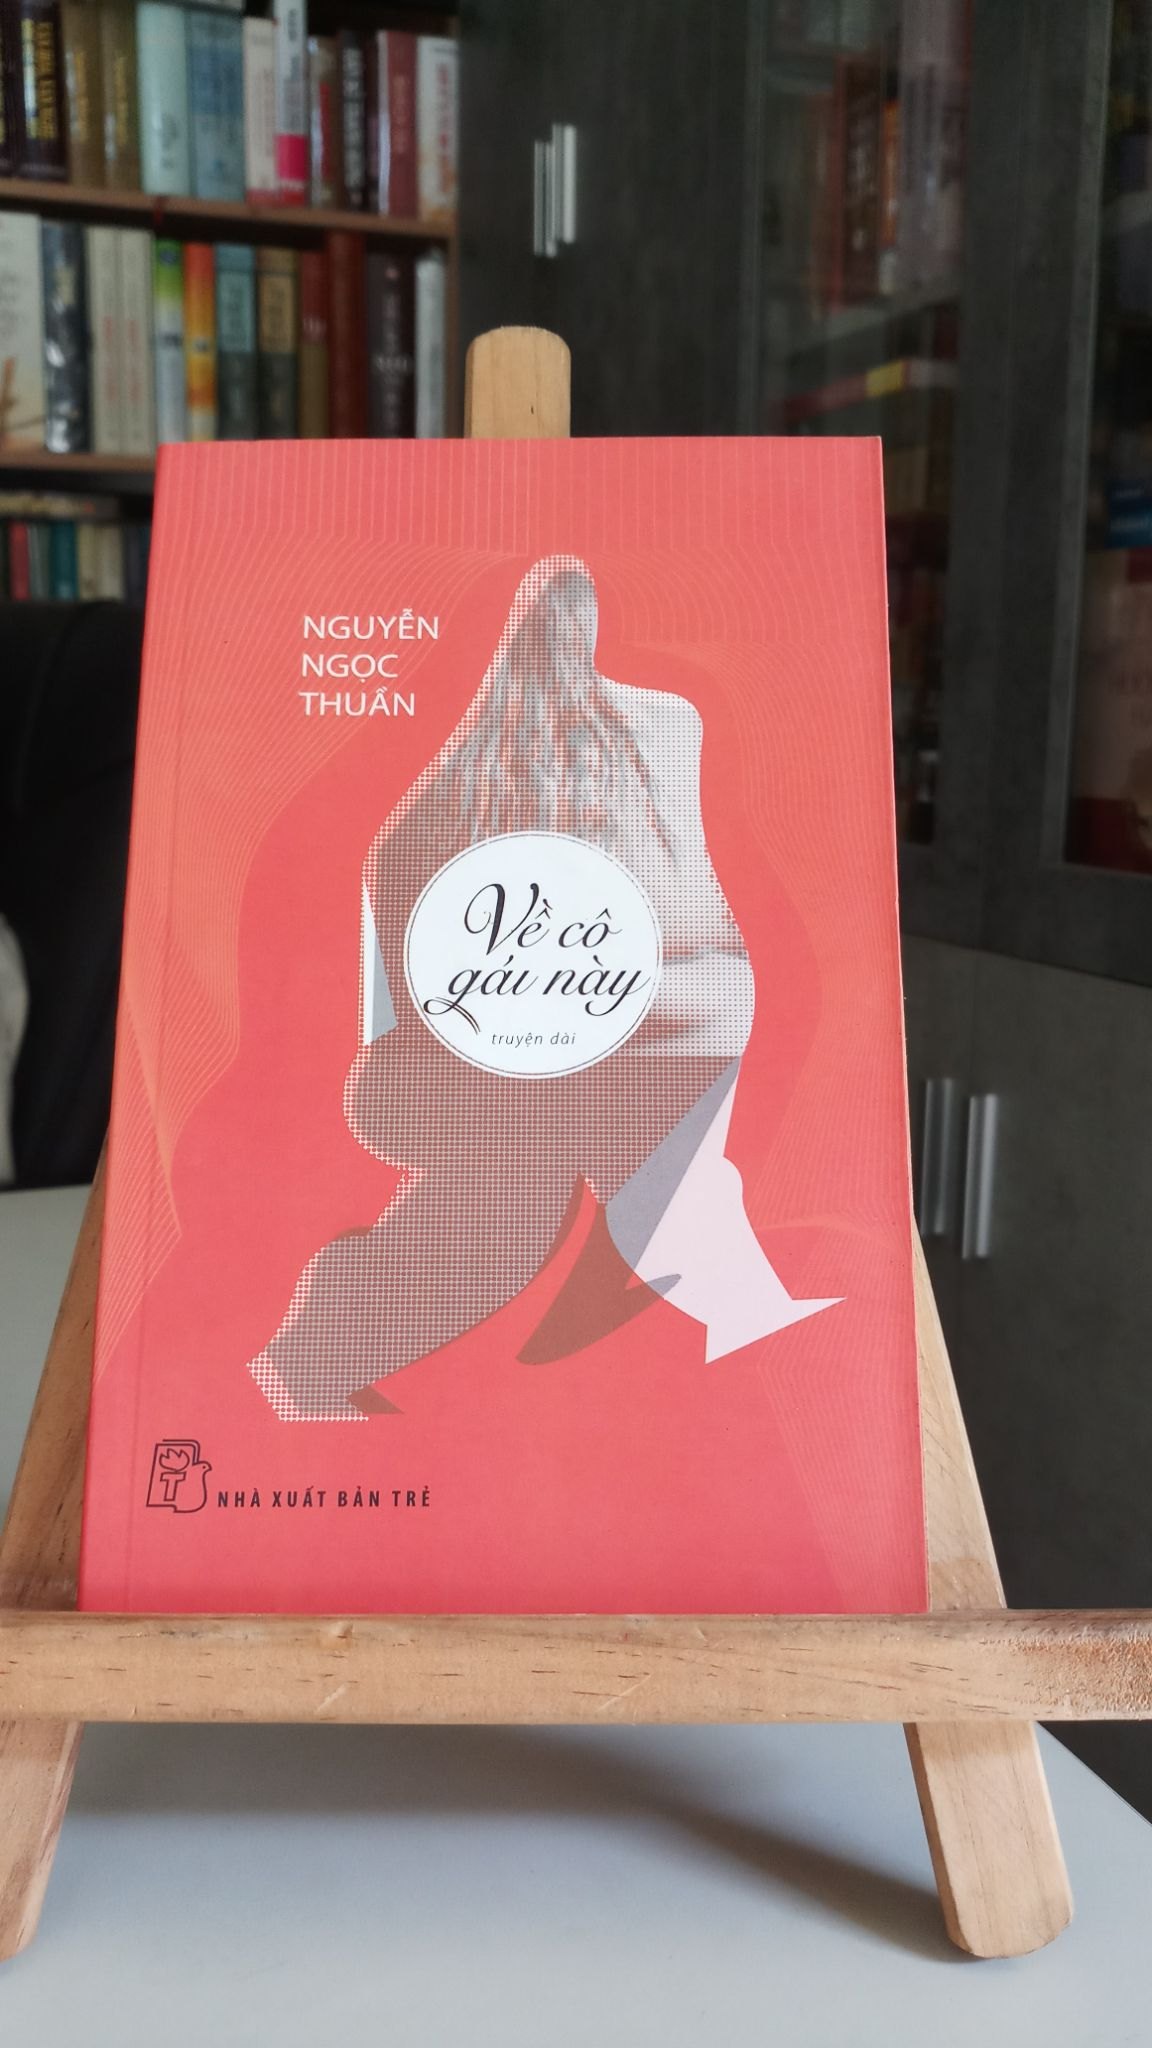 NGUYỄN
NGỌC
THUẦN
Về cô
gái này
truyện dài
T
NHÀ XUẤT BẢN TRẺ